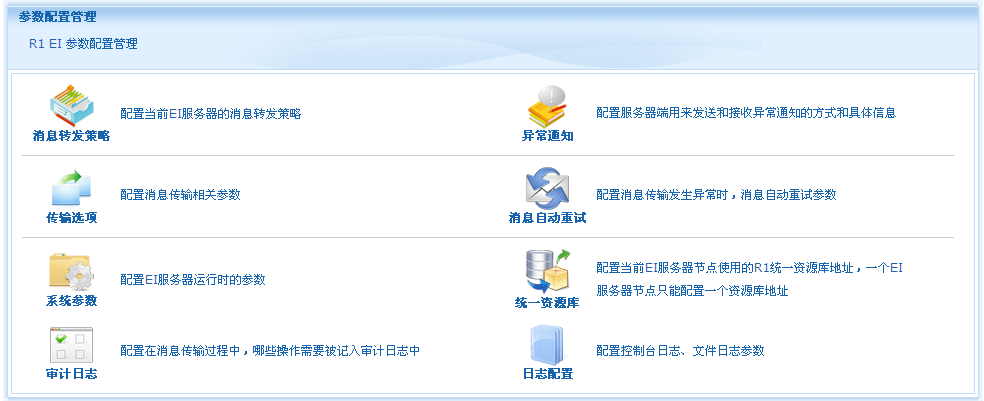 参数配置管理
R1 EI 参数配置管理
消息转发策略
配置当前EI服务器的消息转发策略
异常通知
配置服务器端用来发送和接收异常通知的方式和具体信息
传输选项
配置消息传输相关参数
消息自动重试
配置消息传输发生异常时，消息自动重试参数
系统参数
配置EI服务器运行时的参数
统一资源库
配置当前EI服务器节点使用的R1统一资源库地址，一个EI
服务器节点只能配置一个资源库地址
审计日志
配置在消息传输过程中，哪些操作需要被记入审计日志中
日志配置
配置控制台日志、文件日志参数